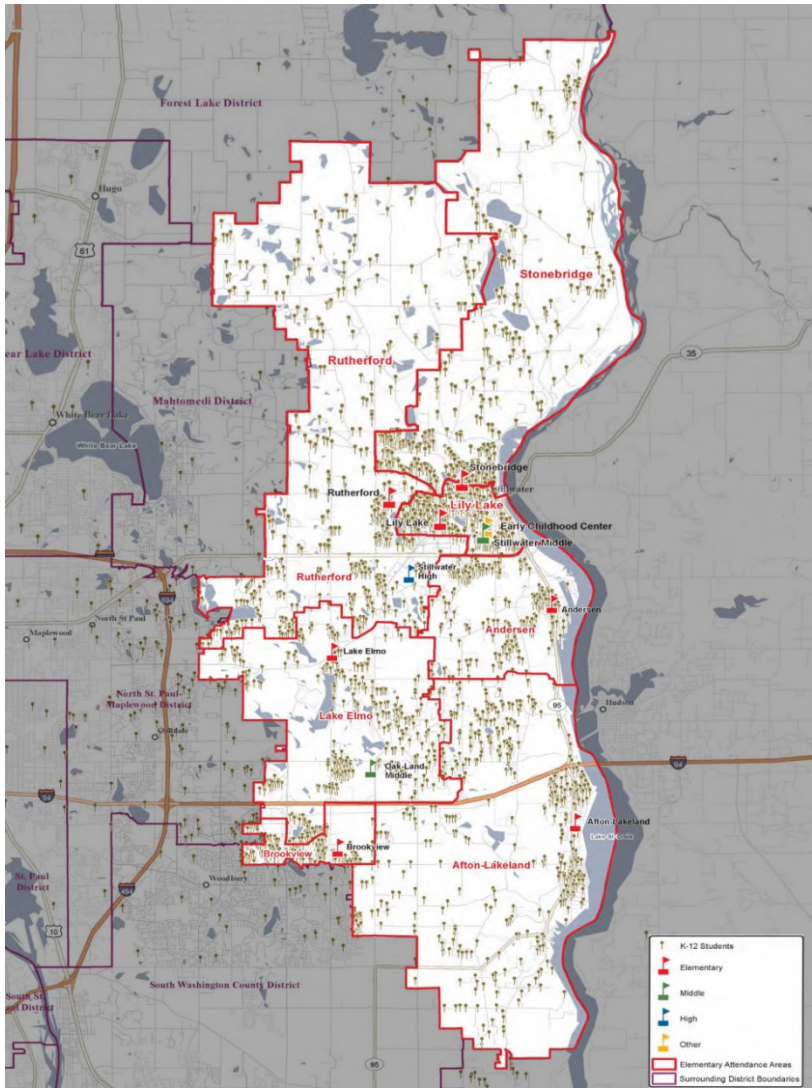 Forest Lake District
Hugo
61
Stonebridge
35
Rutherford
Mahtomedi District
White Bear Lake
White Bear Lake
Stonebridge
Stillwater
Rutherford
Lily Lake
Lily Lake
Early Childhood Center
Stillwater Middle
Stillwater
High
Rutherford
North St Paul
Maplewood
Andersen
Andersen
Lake Elmo
North St. Paul-
Maplewood District
Oakdale
Lake Elmo
95
Hudson
Oak-Land
Middle
94
94
Afton-Lakeland
Brookview
Brookview
Afton-Lakeland
St. Paul
District
Woodbury
10
South Washington County District
95
K-12 Students
Elementary
Middle
High
Other
Elementary Attendance Areas
Surrounding District Boundaries